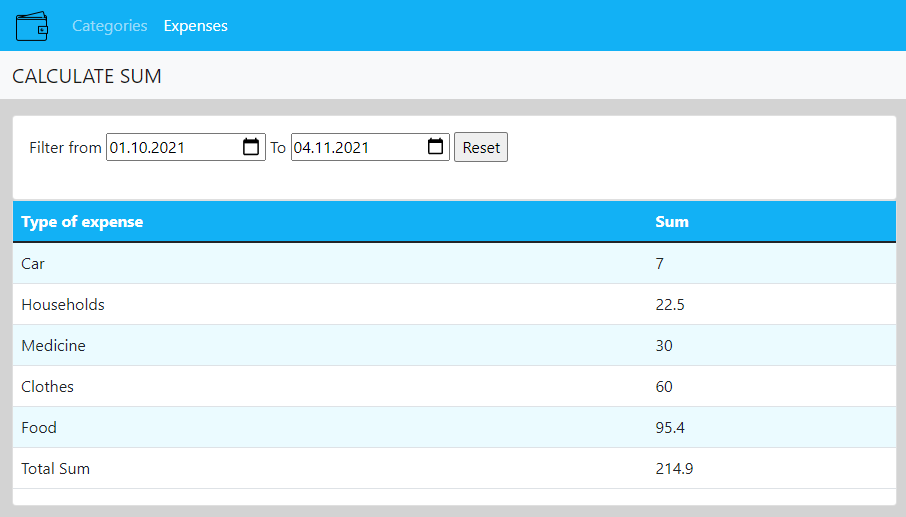 Categories Expenses
CALCULATE SUM
Filter from 01.10.2021 To 04.11.2021 Reset
Type of expense Sum
Car 7
Households 22.5
Medicine 30
Clothes 60
Food 95.4
Total Sum 214.9